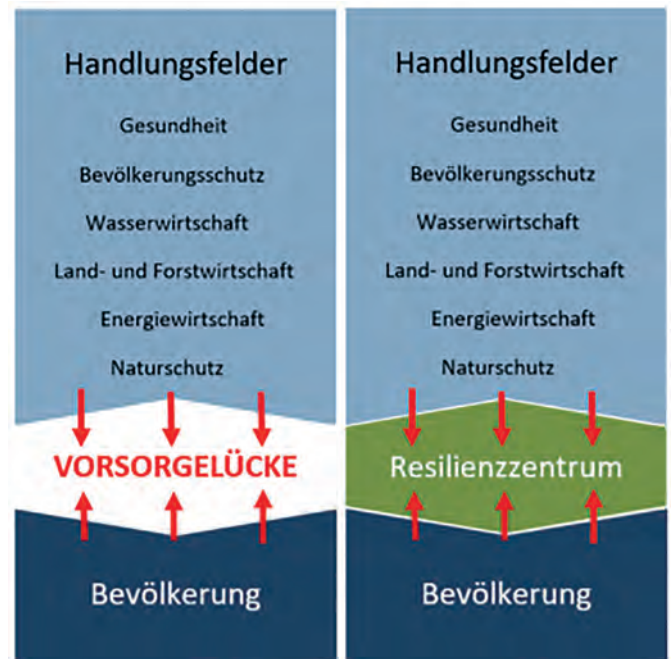 Handlungsfelder
Gesundheit
Bevölkerungsschutz
Wasserwirtschaft
Land- und Forstwirtschaft
Energiewirtschaft
Naturschutz
VORSORGELÜCKE
Bevölkerung
Handlungsfelder
Gesundheit
Bevölkerungsschutz
Wasserwirtschaft
Land- und Forstwirtschaft
Energiewirtschaft
Naturschutz
Resilienzzentrum
Bevölkerung